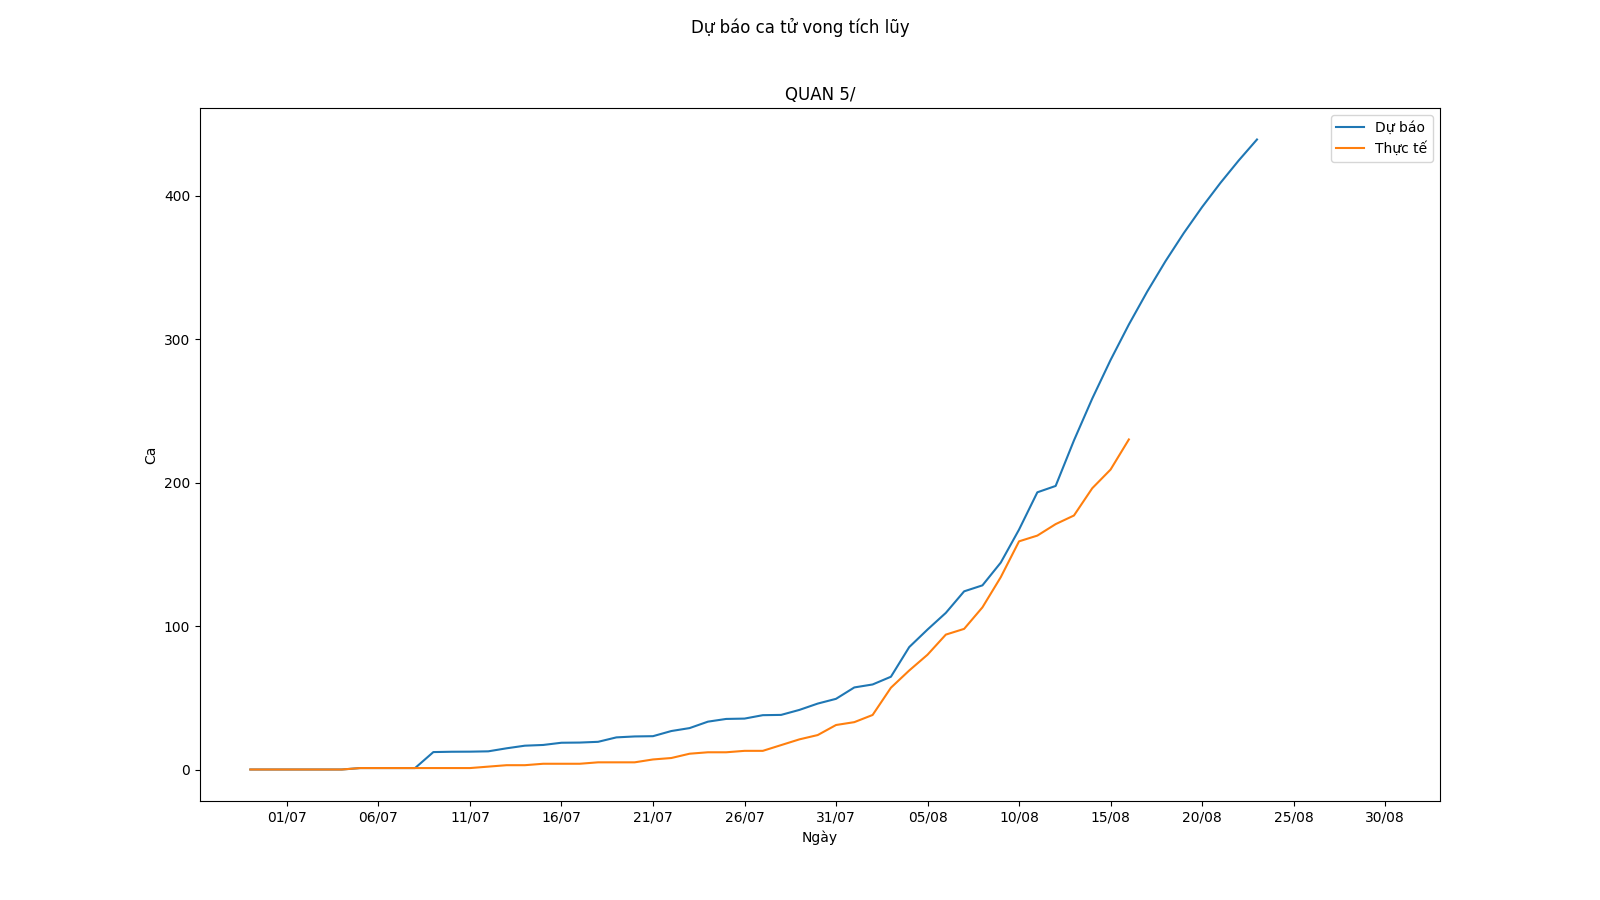 Dự báo ca tử vong tích lũy
QUAN 5/
Dự báo
Thực tế
400
300
200
100
0
Ca
01/07 06/07 11/07 16/07 21/07 26/07 31/07 05/08 10/08 15/08 20/08 25/08 30/08
Ngày